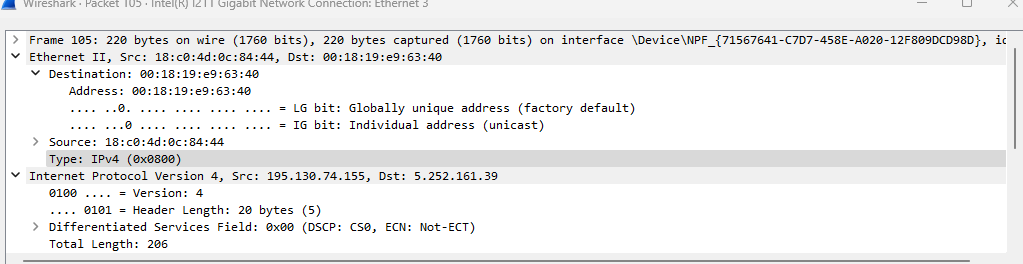 Wireshark · Packet 105 · Intel(R) I211 Gigabit Network Connection: Ethernet 3
Frame 105: 220 bytes on wire (1760 bits), 220 bytes captured (1760 bits) on interface \Device\NPF_{71567641-C7D7-458E-A020-12F809DCD98D}, id
Ethernet II, Src: 18:c0:4d:0c:84:44, Dst: 00:18:19:e9:63:40
Destination: 00:18:19:e9:63:40
Address: 00:18:19:e9:63:40
.... ..0. .... .... .... .... = LG bit: Globally unique address (factory default)
.... ...0 .... .... .... .... = IG bit: Individual address (unicast)
Source: 18:c0:4d:0c:84:44
Type: IPv4 (0x0800)
Internet Protocol Version 4, Src: 195.130.74.155, Dst: 5.252.161.39
0100 .... = Version: 4
.... 0101 = Header Length: 20 bytes (5)
Differentiated Services Field: 0x00 (DSCP: CS0, ECN: Not-ECT)
Total Length: 206